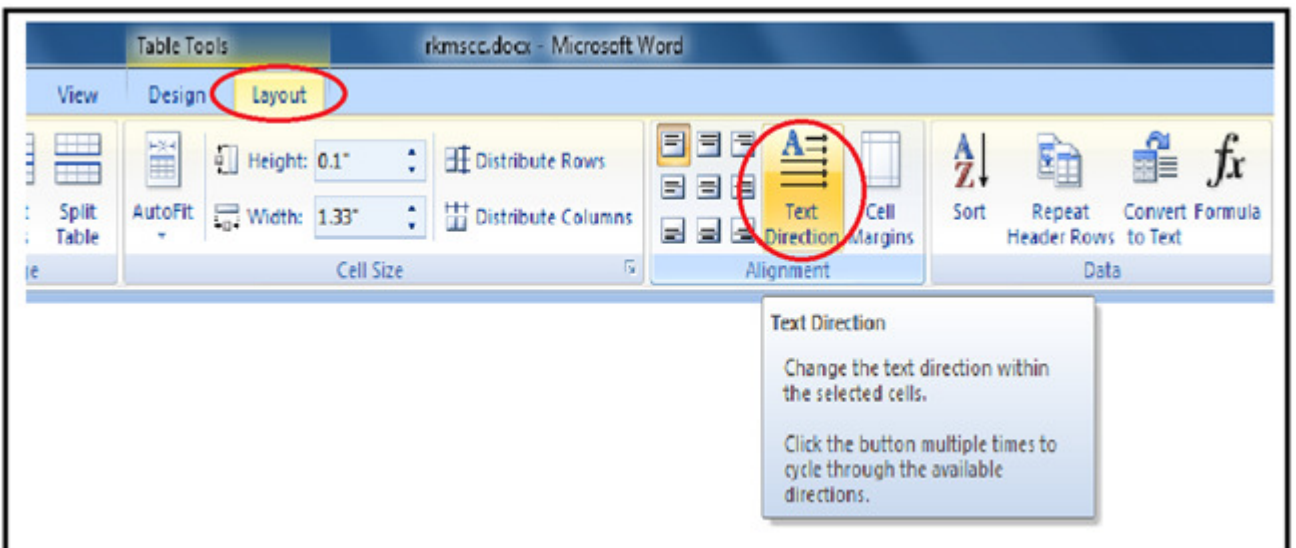 Table Tools rkmscc.docx - Microsoft Word
View Design Layout
Height: 0.1" Distribute Rows
Split Table
AutoFit
Width: 1.33" Distribute Columns
Text Direction
Cell Margins
Sort
Repeat Header Rows
Convert to Text
Formula
Cell Size Alignment Data
Text Direction
Change the text direction within
the selected cells.
Click the button multiple times to
cycle through the available
directions.